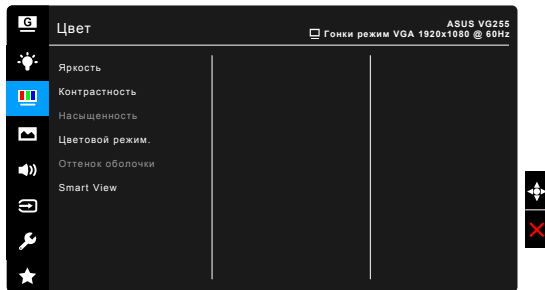 G
Цвет
ASUS VG255
Гонки режим VGA 1920x1080 @ 60Hz
Яркость
Контрастность
Насыщенность
Цветовой режим.
Оттенок оболочки
Smart View